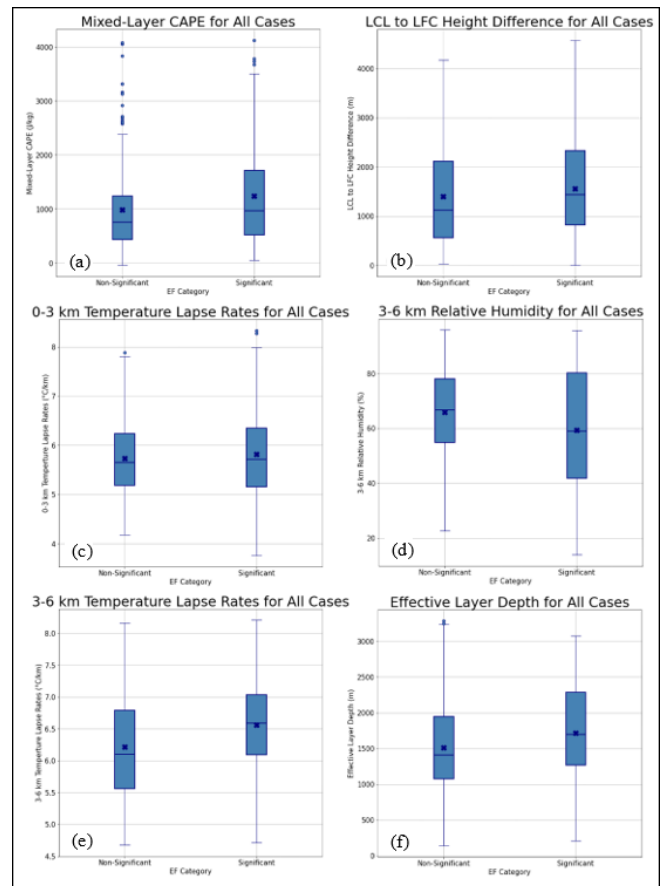 Mixed-Layer CAPE for All Cases
4000
3000
2000
1000
0
Mixed-Layer CAPE (J/kg)
(a)
Non-Significant
Significant
EF Category
LCL to LFC Height Difference for All Cases
4000
3000
2000
1000
0
LCL to LFC Height Difference (m)
(b)
Non-Significant
Significant
EF Category
0-3 km Temperature Lapse Rates for All Cases
8
7
6
5
4
0-3 km Temperture Lapse Rates (°C/km)
(c)
Non-Significant
Significant
EF Category
3-6 km Relative Humidity for All Cases
80
60
40
20
3-6 km Relative Humidity (%)
(d)
Non-Significant
Significant
EF Category
3-6 km Temperature Lapse Rates for All Cases
8.0
7.5
7.0
6.5
6.0
5.5
5.0
4.5
3-6 km Temperture Lapse Rates (°C/km)
(e)
Non-Significant
Significant
EF Category
Effective Layer Depth for All Cases
3000
2500
2000
1500
1000
500
0
Effective Layer Depth (m)
(f)
Non-Significant
Significant
EF Category